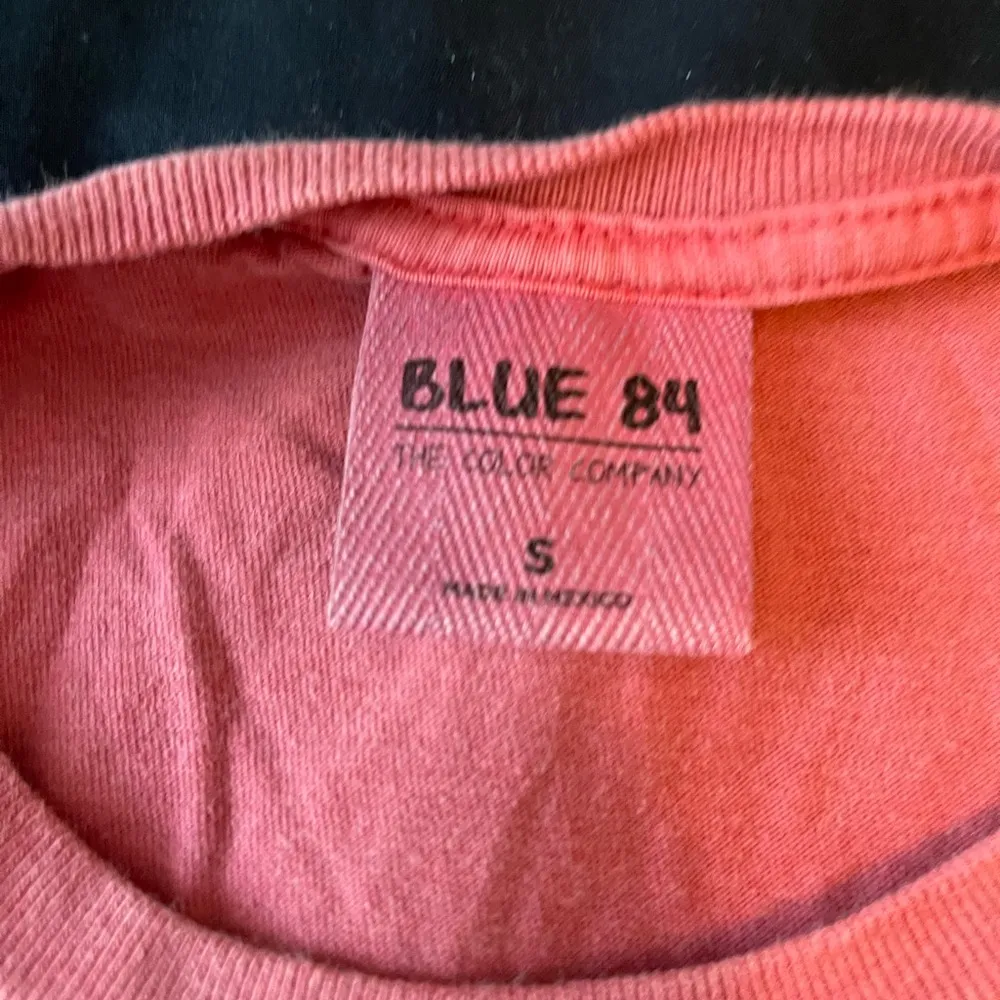 BLUE 84
THE COLOR COMPANY
S
MADE IN MEXICO